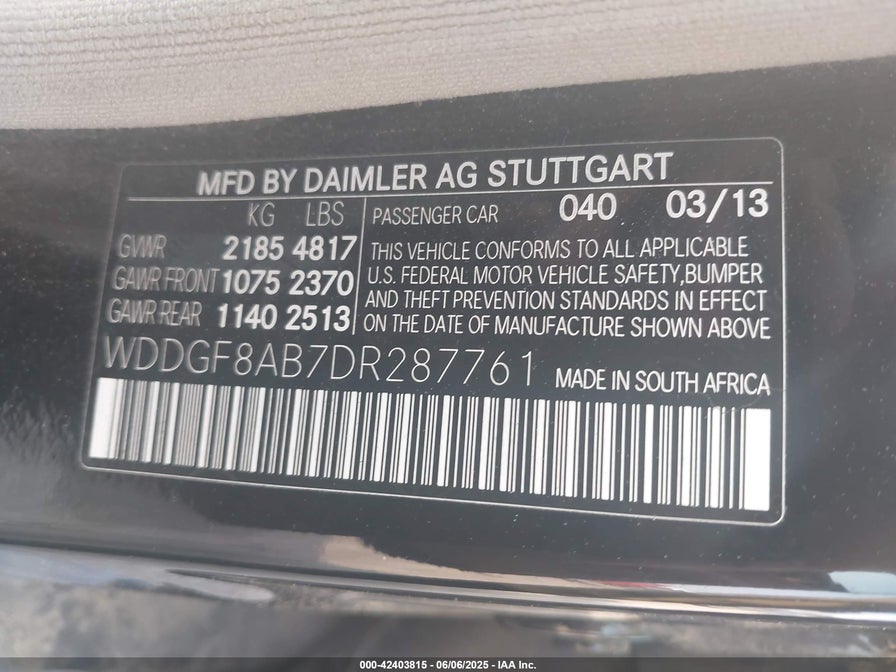 MFD BY DAIMLER AG STUTTGART
KG LBS
GVWR 2185 4817
GAWR FRONT 1075 2370
GAWR REAR 1140 2513
PASSENGER CAR 040 03/13
THIS VEHICLE CONFORMS TO ALL APPLICABLE
U.S. FEDERAL MOTOR VEHICLE SAFETY,BUMPER
AND THEFT PREVENTION STANDARDS IN EFFECT
ON THE DATE OF MANUFACTURE SHOWN ABOVE
WDDGF8AB7DR287761 MADE IN SOUTH AFRICA
000-42403815 - 06/06/2025 - IAA Inc.